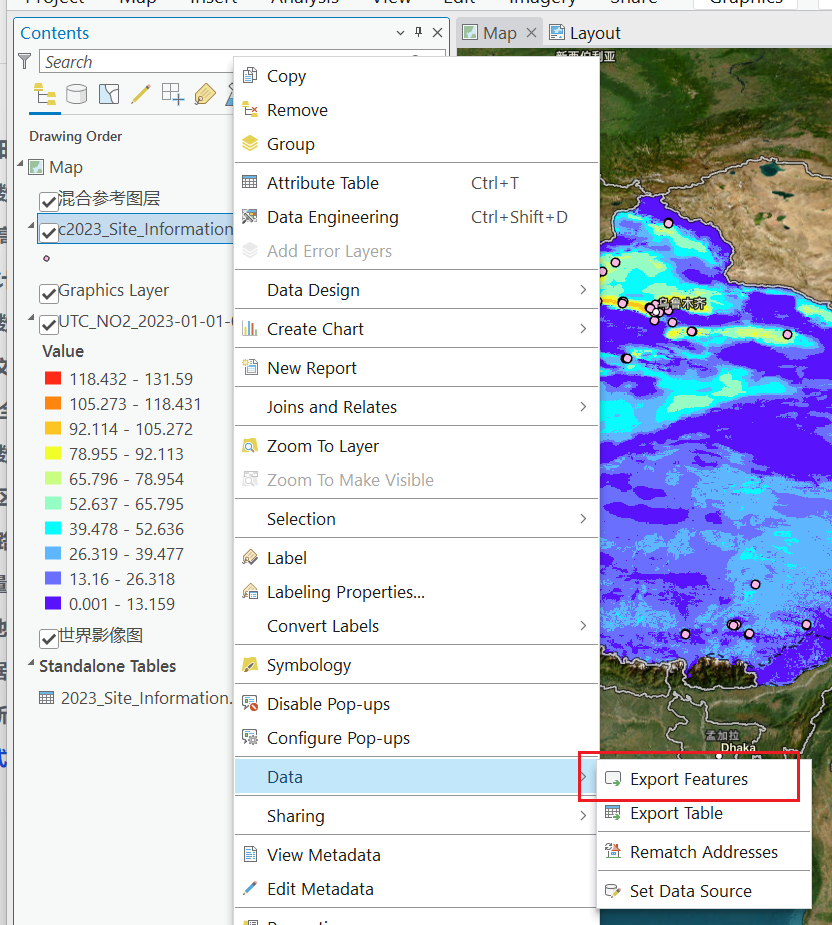 Project Map Insert Analysis View Edit Imagery Share Graphics
Contents
Map
Layout
Search
Drawing Order
Map
混合参考图层
c2023_Site_Information
Graphics Layer
UTC_NO2_2023-01-01-
Value
118.432 - 131.59
105.273 - 118.431
92.114 - 105.272
78.955 - 92.113
65.796 - 78.954
52.637 - 65.795
39.478 - 52.636
26.319 - 39.477
13.16 - 26.318
0.001 - 13.159
世界影像图
Standalone Tables
2023_Site_Information.
Copy
Remove
Group
Attribute Table Ctrl+T
Data Engineering Ctrl+Shift+D
Add Error Layers
Data Design
Create Chart
New Report
Joins and Relates
Zoom To Layer
Zoom To Make Visible
Selection
Label
Labeling Properties...
Convert Labels
Symbology
Disable Pop-ups
Configure Pop-ups
Data
Sharing
View Metadata
Edit Metadata
Export Features
Export Table
Rematch Addresses
Set Data Source
新西伯利亚
乌鲁木齐
孟加拉
Dhaka